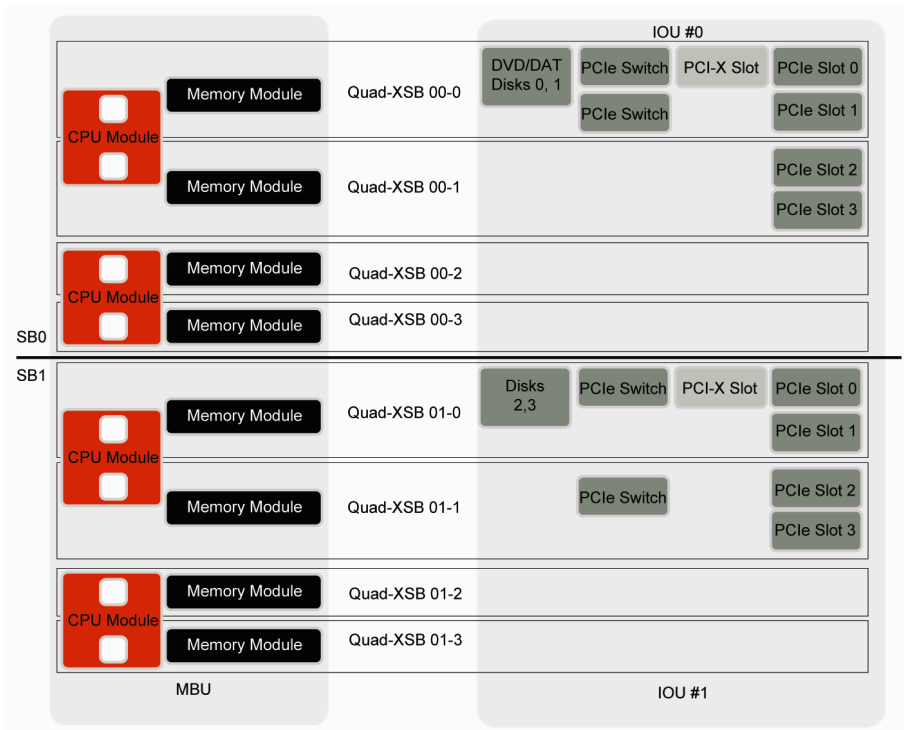 IOU #0
DVD/DAT
Disks 0, 1
PCIe Switch
PCI-X Slot
PCIe Slot 0
Memory Module
Quad-XSB 00-0
PCIe Switch
PCIe Slot 1
CPU Module
PCIe Slot 2
Memory Module
Quad-XSB 00-1
PCIe Slot 3
Memory Module
Quad-XSB 00-2
CPU Module
Memory Module
Quad-XSB 00-3
SB0
SB1
Disks
2,3
PCIe Switch
PCI-X Slot
PCIe Slot 0
Memory Module
Quad-XSB 01-0
PCIe Slot 1
CPU Module
PCIe Switch
PCIe Slot 2
Memory Module
Quad-XSB 01-1
PCIe Slot 3
Memory Module
Quad-XSB 01-2
CPU Module
Memory Module
Quad-XSB 01-3
MBU
IOU #1